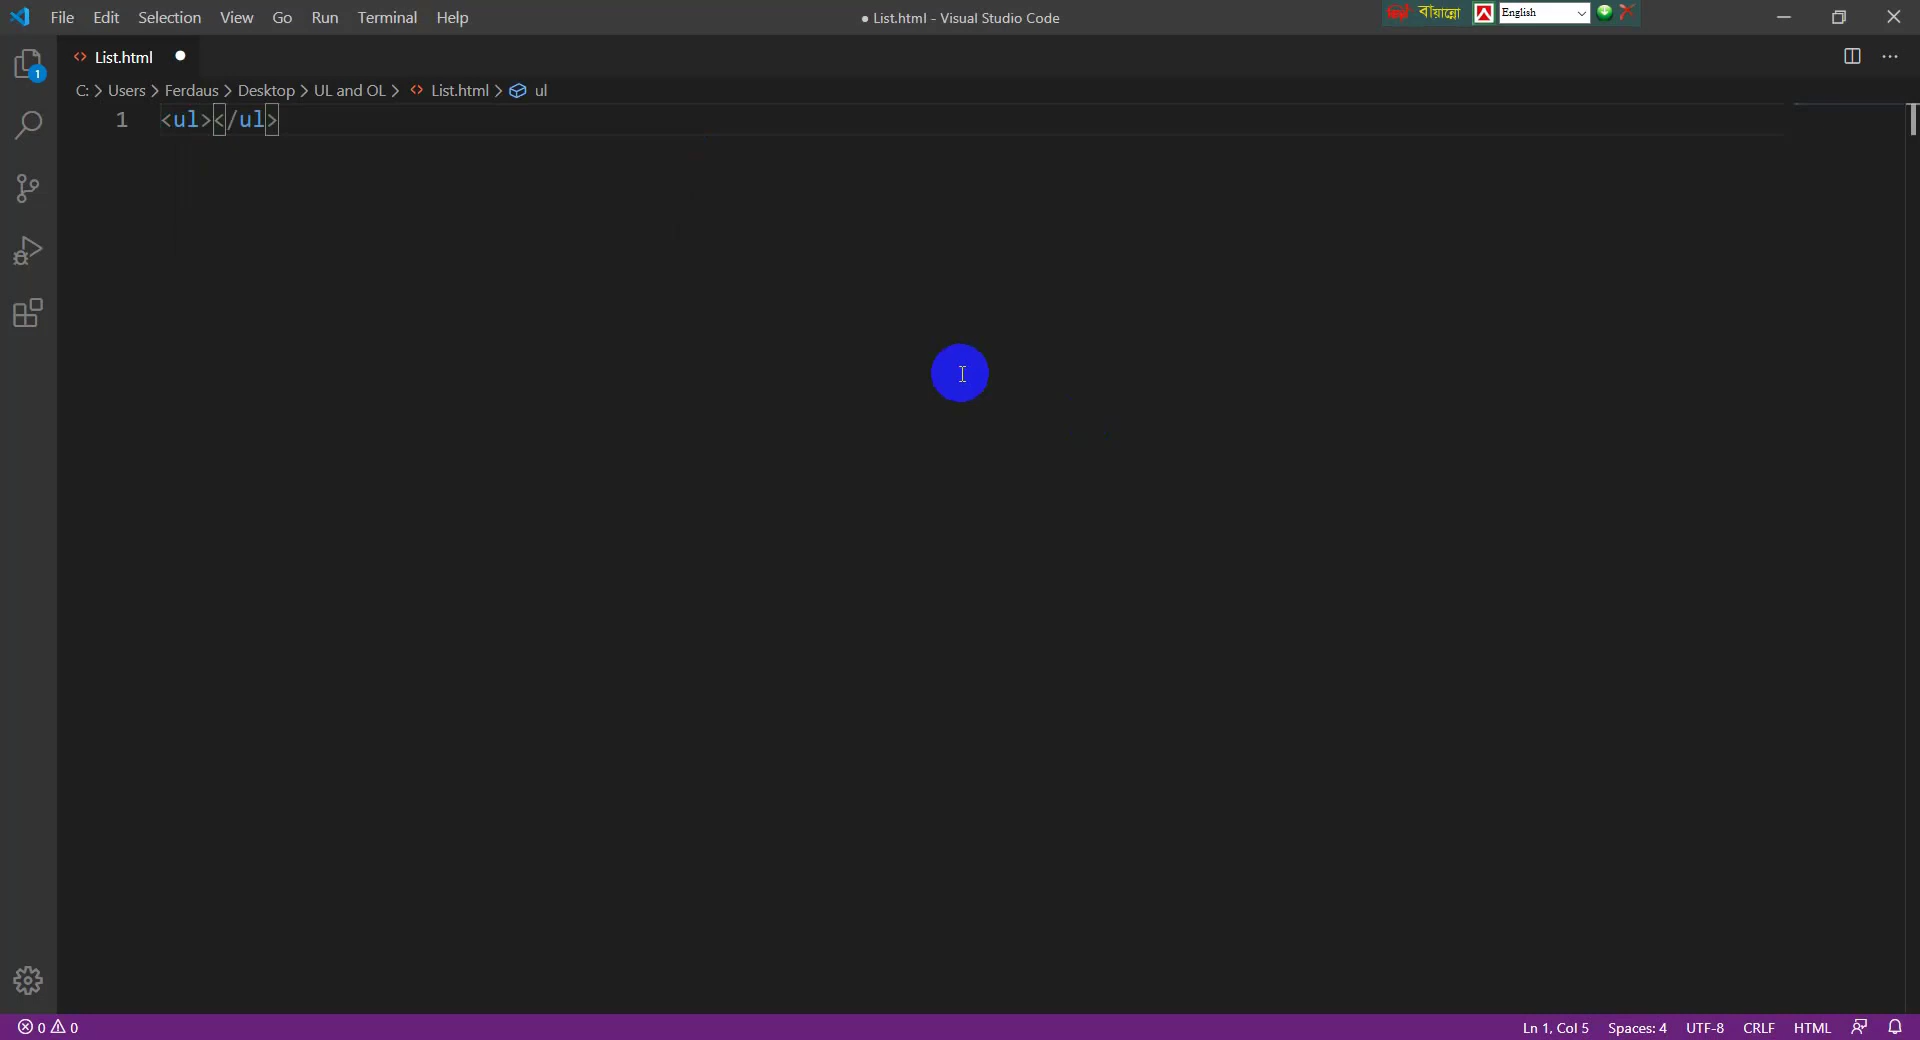 File Edit Selection View Go Run Terminal Help
● List.html - Visual Studio Code
বায়ান্নো English
List.html
1
C: > Users > Ferdaus > Desktop > UL and OL > List.html > ul
1 <ul></ul>
0 0
Ln 1, Col 5 Spaces: 4 UTF-8 CRLF HTML